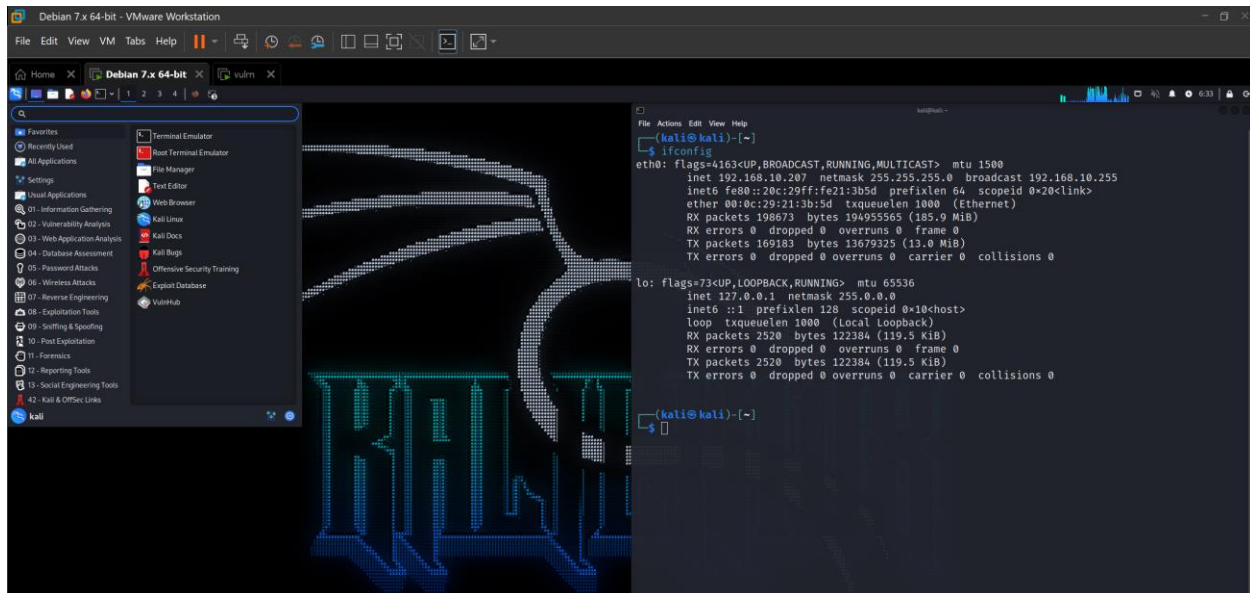 Debian 7.x 64-bit - VMware Workstation
File Edit View VM Tabs Help
Home Debian 7.x 64-bit vulrn
1 2 3 4 6:33
Favorites
Recently Used
All Applications
Settings
Usual Applications
01 - Information Gathering
02 - Vulnerability Analysis
03 - Web Application Analysis
04 - Database Assessment
05 - Password Attacks
06 - Wireless Attacks
07 - Reverse Engineering
08 - Exploitation Tools
09 - Sniffing & Spoofing
10 - Post Exploitation
11 - Forensics
12 - Reporting Tools
13 - Social Engineering Tools
42 - Kali & OffSec Links
kali
Terminal Emulator
Root Terminal Emulator
File Manager
Text Editor
Web Browser
Kali Linux
Kali Docs
Kali Bugs
Offensive Security Training
Exploit Database
VulnHub
kali@kali: ~
File Actions Edit View Help
(kali㉿kali)-[~]
$ ifconfig
eth0: flags=4163<UP,BROADCAST,RUNNING,MULTICAST> mtu 1500
inet 192.168.10.207 netmask 255.255.255.0 broadcast 192.168.10.255
inet6 fe80::20c:29ff:fe21:3b5d prefixlen 64 scopeid 0×20<link>
ether 00:0c:29:21:3b:5d txqueuelen 1000 (Ethernet)
RX packets 198673 bytes 194955565 (185.9 MiB)
RX errors 0 dropped 0 overruns 0 frame 0
TX packets 169183 bytes 13679325 (13.0 MiB)
TX errors 0 dropped 0 overruns 0 carrier 0 collisions 0
lo: flags=73<UP,LOOPBACK,RUNNING> mtu 65536
inet 127.0.0.1 netmask 255.0.0.0
inet6 ::1 prefixlen 128 scopeid 0×10<host>
loop txqueuelen 1000 (Local Loopback)
RX packets 2520 bytes 122384 (119.5 KiB)
RX errors 0 dropped 0 overruns 0 frame 0
TX packets 2520 bytes 122384 (119.5 KiB)
TX errors 0 dropped 0 overruns 0 carrier 0 collisions 0
(kali㉿kali)-[~]
$